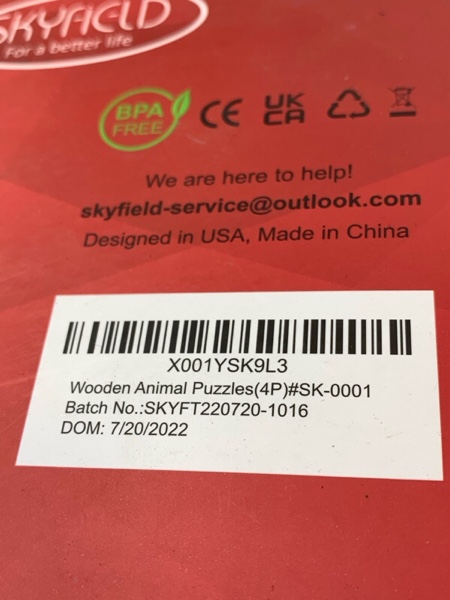 SKYFIELD
For a better life
BPA
FREE
CE
UK
CA
We are here to help!
skyfield-service@outlook.com
Designed in USA, Made in China
X001YSK9L3
Wooden Animal Puzzles(4P)#SK-0001
Batch No.:SKYFT220720-1016
DOM: 7/20/2022